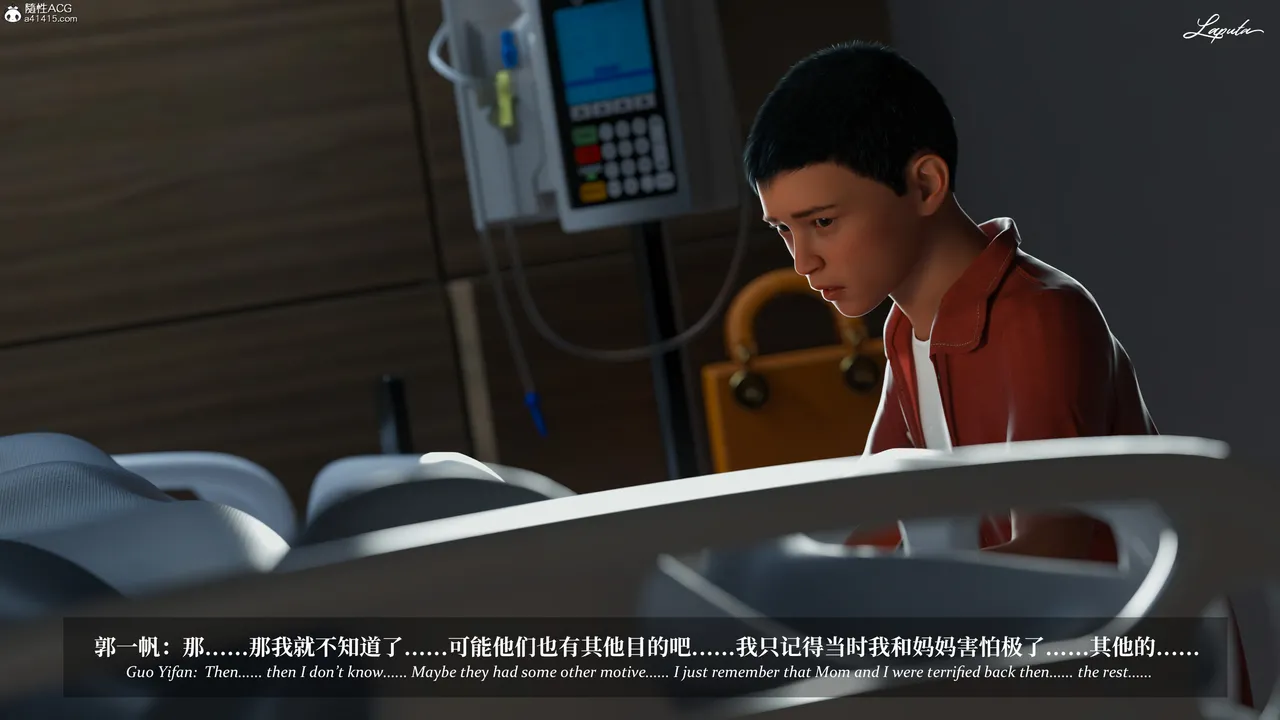 隨性ACG
a41415.com
Laputa
郭一帆：那……那我就不知道了……可能他们也有其他目的吧……我只记得当时我和妈妈害怕极了……其他的……
Guo Yifan: Then…… then I don’t know…… Maybe they had some other motive…… I just remember that Mom and I were terrified back then…… the rest……